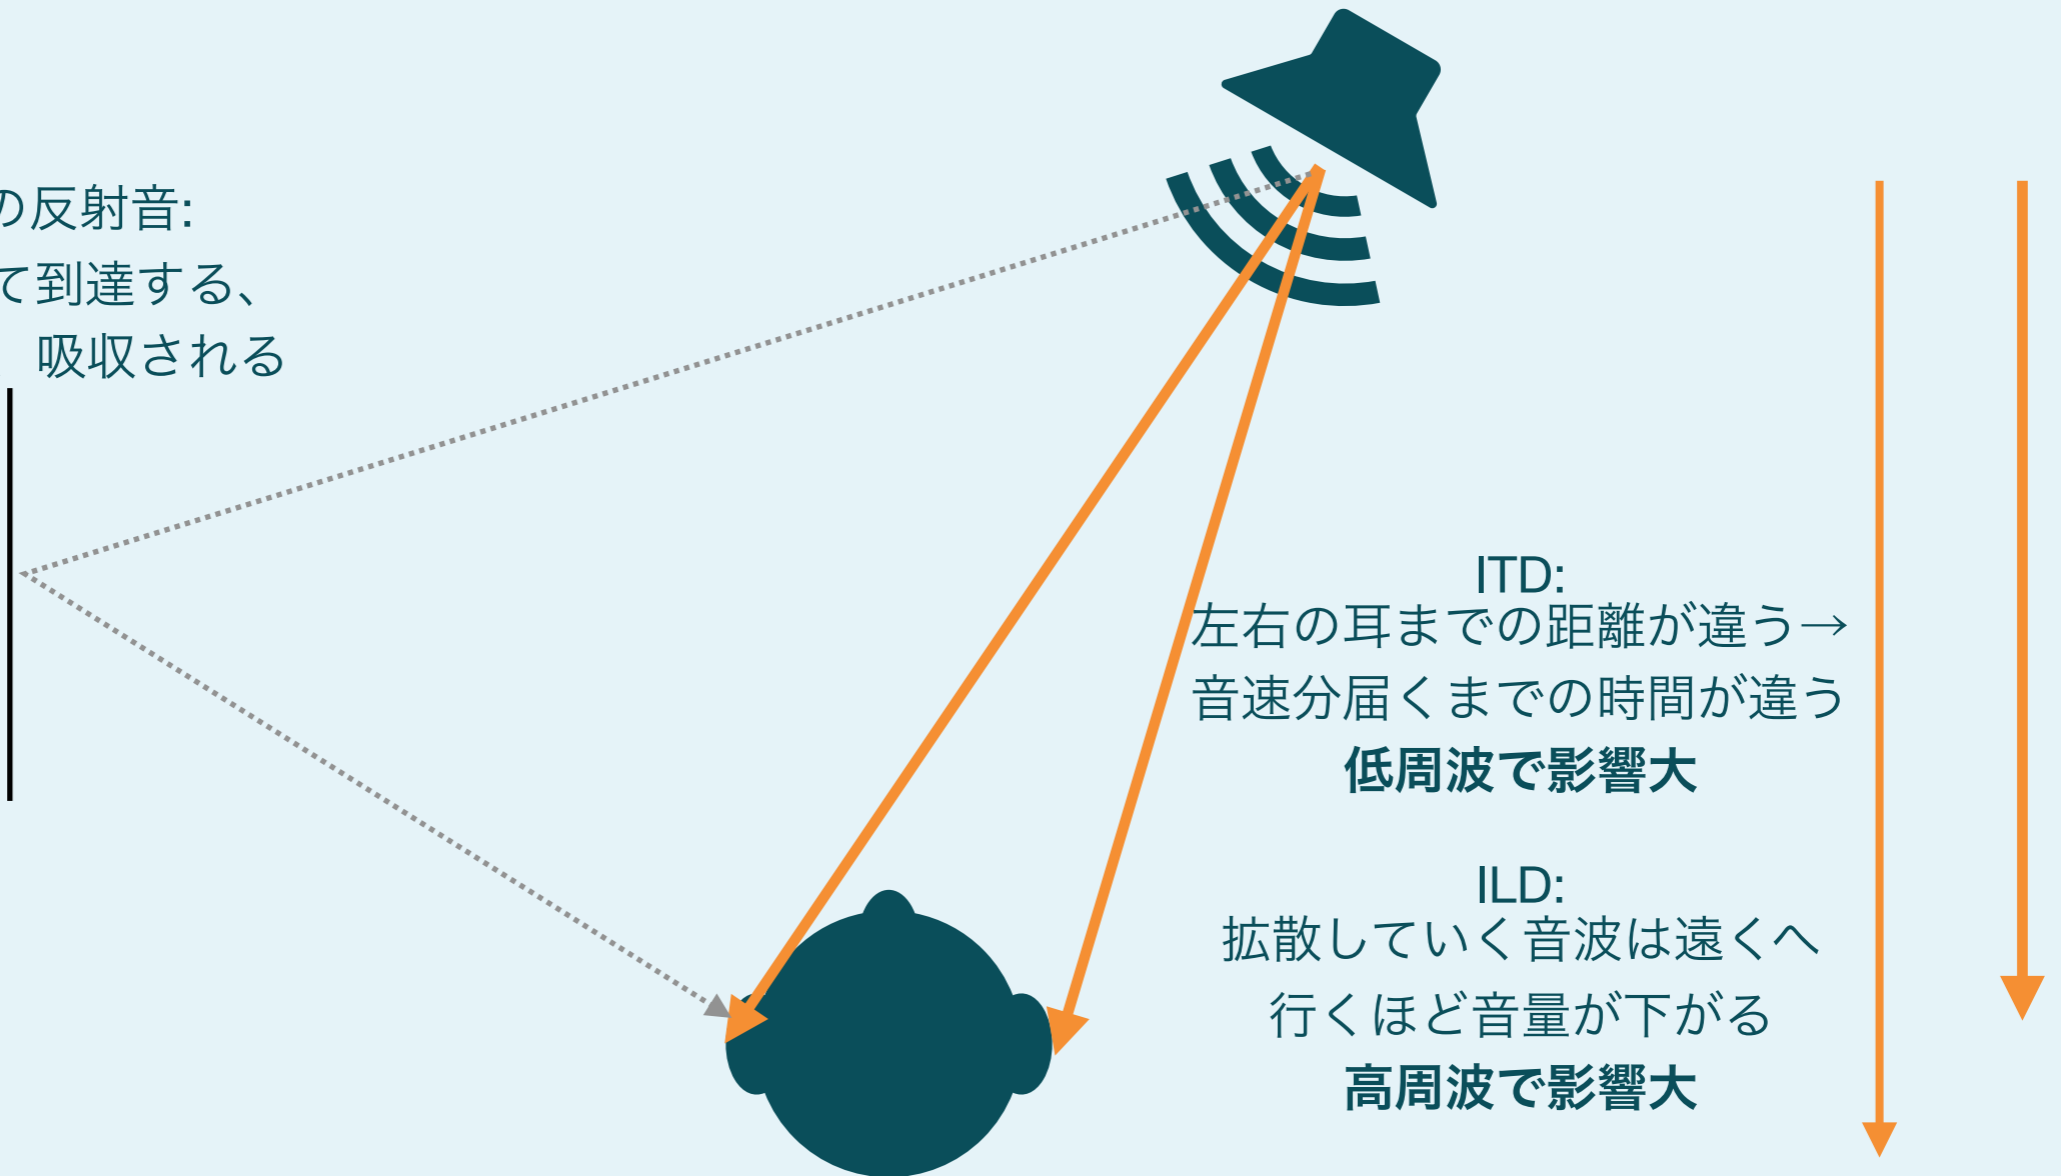 の反射音:
て到達する、
吸収される
ITD:
左右の耳までの距離が違う→
音速分届くまでの時間が違う
低周波で影響大
ILD:
拡散していく音波は遠くへ
行くほど音量が下がる
高周波で影響大